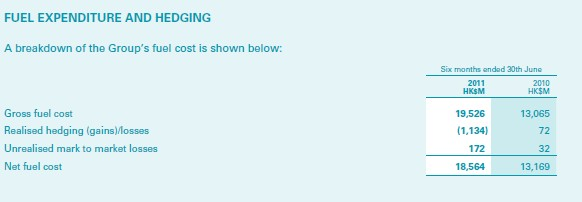 FUEL EXPENDITURE AND HEDGING
A breakdown of the Group's fuel cost is shown below:
Six months ended 30th June
2011 2010
HK$M HK$M
Gross fuel cost 19,526 13,065
Realised hedging (gains)/losses (1,134) 72
Unrealised mark to market losses 172 32
Net fuel cost 18,564 13,169